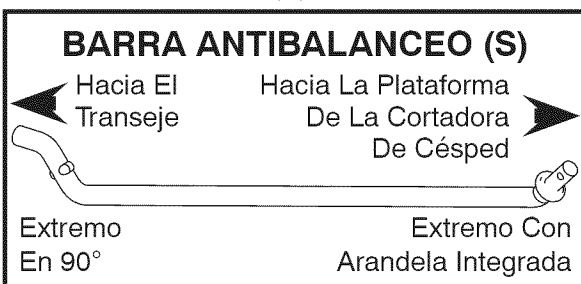 BARRA ANTIBALANCEO (S)
Hacia El
Transeje
Hacia La Plataforma
De La Cortadora
De Césped
Extremo
En 90°
Extremo Con
Arandela Integrada